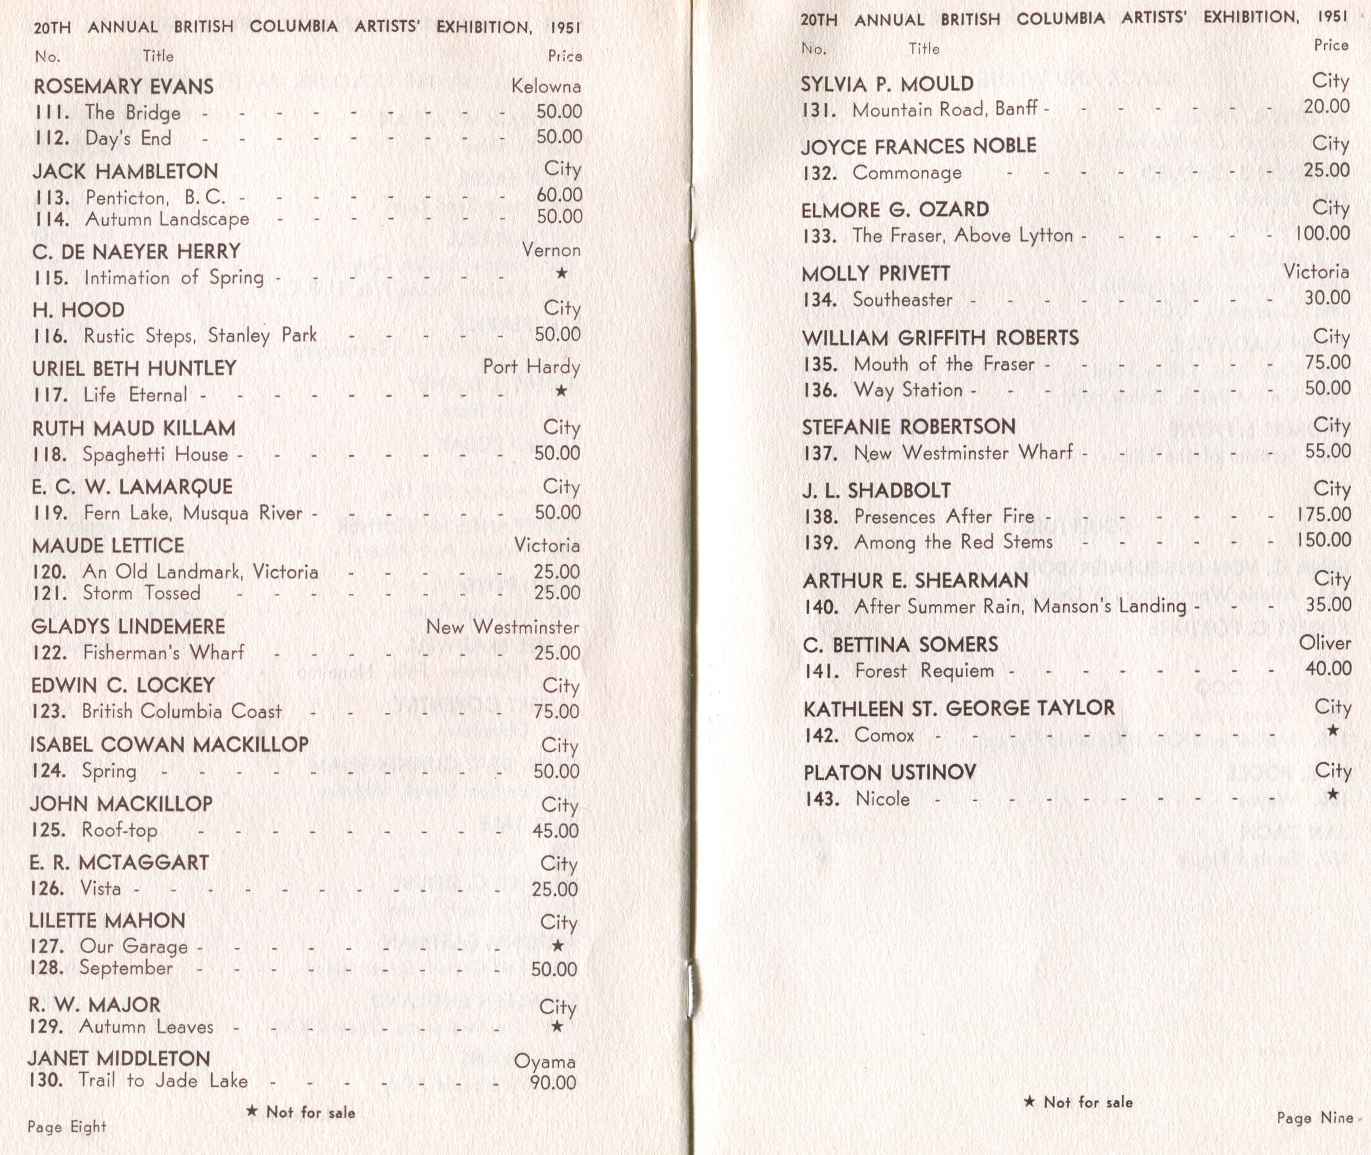 20TH ANNUAL BRITISH COLUMBIA ARTISTS' EXHIBITION, 1951
No. Title Price
ROSEMARY EVANS Kelowna
111. The Bridge - - - - - - - - - 50.00
112. Day's End - - - - - - - - - 50.00
JACK HAMBLETON City
113. Penticton, B. C. - - - - - - - - 60.00
114. Autumn Landscape - - - - - - - 50.00
C. DE NAEYER HERRY Vernon
115. Intimation of Spring - - - - - - - ★
H. HOOD City
116. Rustic Steps, Stanley Park - - - - - 50.00
URIEL BETH HUNTLEY Port Hardy
117. Life Eternal - - - - - - - - - ★
RUTH MAUD KILLAM City
118. Spaghetti House - - - - - - - - 50.00
E. C. W. LAMARQUE City
119. Fern Lake, Musqua River - - - - - - 50.00
MAUDE LETTICE Victoria
120. An Old Landmark, Victoria - - - - - 25.00
121. Storm Tossed - - - - - - - - 25.00
GLADYS LINDEMERE New Westminster
122. Fisherman's Wharf - - - - - - - 25.00
EDWIN C. LOCKEY City
123. British Columbia Coast - - - - - - 75.00
ISABEL COWAN MACKILLOP City
124. Spring - - - - - - - - - - 50.00
JOHN MACKILLOP City
125. Roof-top - - - - - - - - - 45.00
E. R. MCTAGGART City
126. Vista - - - - - - - - - - - 25.00
LILETTE MAHON City
127. Our Garage - - - - - - - - - ★
128. September - - - - - - - - - 50.00
R. W. MAJOR City
129. Autumn Leaves - - - - - - - - ★
JANET MIDDLETON Oyama
130. Trail to Jade Lake - - - - - - - 90.00
★ Not for sale
Page Eight
20TH ANNUAL BRITISH COLUMBIA ARTISTS' EXHIBITION, 1951
No. Title Price
SYLVIA P. MOULD City
131. Mountain Road, Banff - - - - - - - 20.00
JOYCE FRANCES NOBLE City
132. Commonage - - - - - - - - 25.00
ELMORE G. OZARD City
133. The Fraser, Above Lytton - - - - - - 100.00
MOLLY PRIVETT Victoria
134. Southeaster - - - - - - - - - 30.00
WILLIAM GRIFFITH ROBERTS City
135. Mouth of the Fraser - - - - - - - 75.00
136. Way Station - - - - - - - - - 50.00
STEFANIE ROBERTSON City
137. New Westminster Wharf - - - - - - 55.00
J. L. SHADBOLT City
138. Presences After Fire - - - - - - - 175.00
139. Among the Red Stems - - - - - - 150.00
ARTHUR E. SHEARMAN City
140. After Summer Rain, Manson's Landing - - - 35.00
C. BETTINA SOMERS Oliver
141. Forest Requiem - - - - - - - - 40.00
KATHLEEN ST. GEORGE TAYLOR City
142. Comox - - - - - - - - - ★
PLATON USTINOV City
143. Nicole - - - - - - - - - ★
★ Not for sale
Page Nine